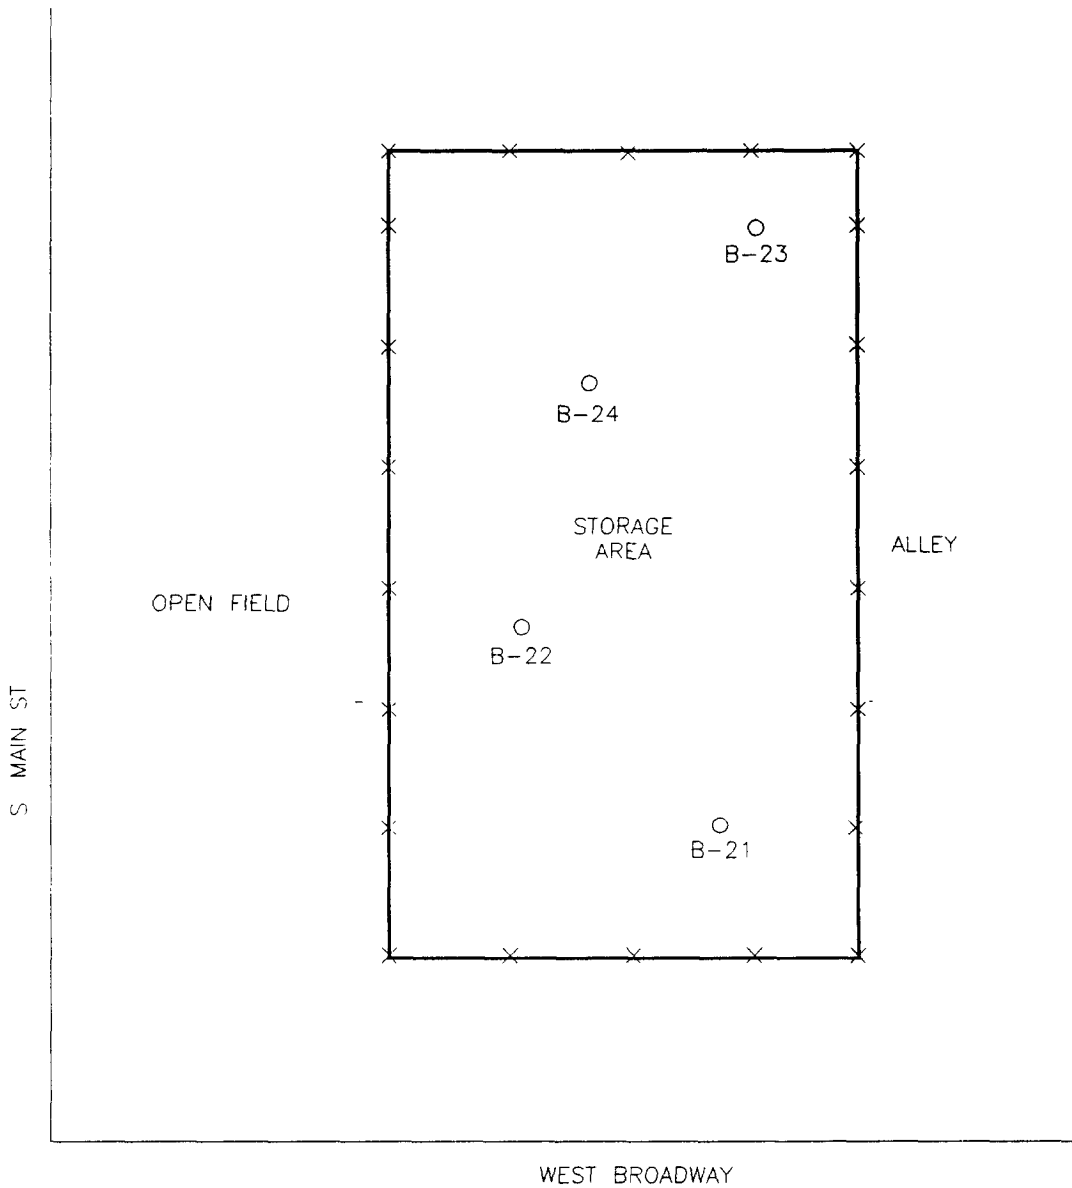 B-23
B-24
STORAGE
AREA
ALLEY
OPEN FIELD
B-22
S MAIN ST
B-21
WEST BROADWAY